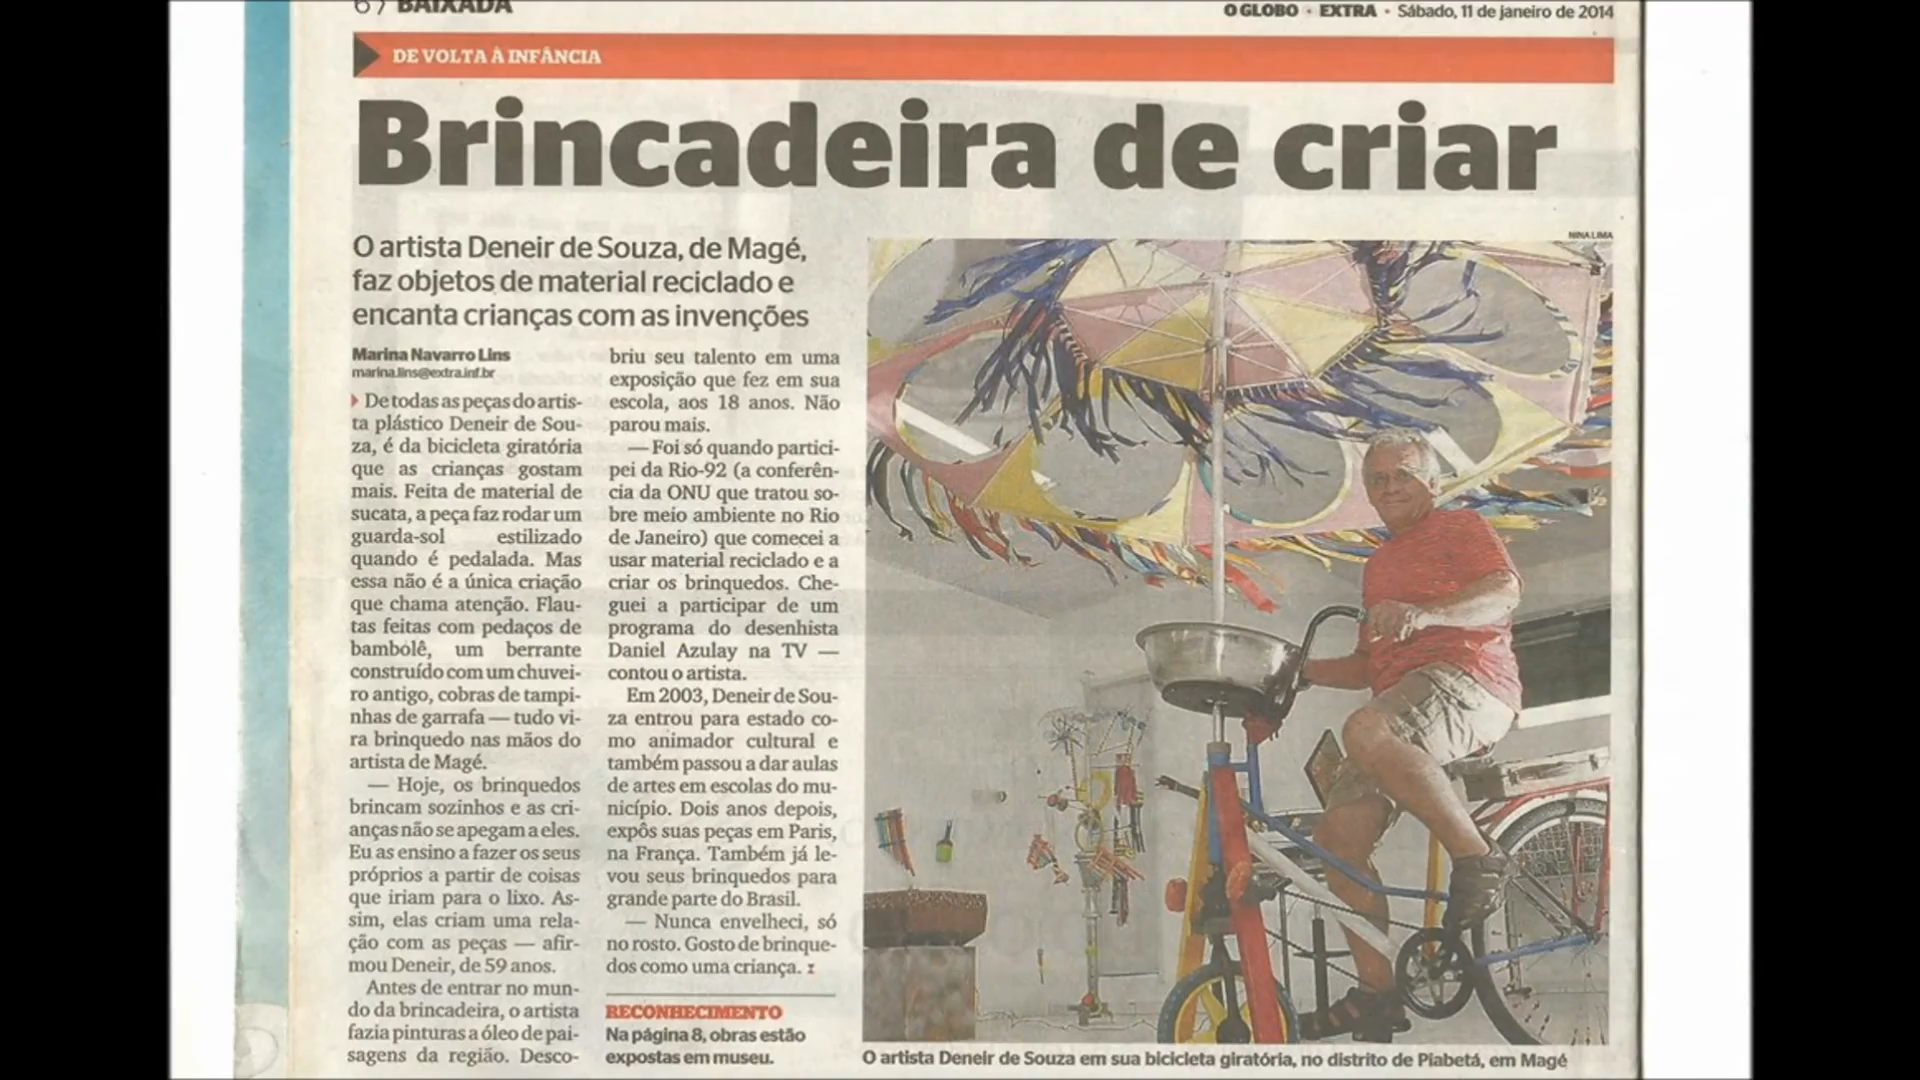 6 / BAIXADA
O GLOBO • EXTRA • Sábado, 11 de janeiro de 2014
DE VOLTA À INFÂNCIA
Brincadeira de criar
O artista Deneir de Souza, de Magé,
faz objetos de material reciclado e
encanta crianças com as invenções
Marina Navarro Lins
marina.lins@extra.inf.br
De todas as peças do artis-
ta plástico Deneir de Sou-
za, é da bicicleta giratória
que as crianças gostam
mais. Feita de material de
sucata, a peça faz rodar um
guarda-sol estilizado
quando é pedalada. Mas
essa não é a única criação
que chama atenção. Flau-
tas feitas com pedaços de
bambolê, um berrante
construído com um chuvei-
ro antigo, cobras de tampi-
nhas de garrafa — tudo vi-
ra brinquedo nas mãos do
artista de Magé.
— Hoje, os brinquedos
brincam sozinhos e as cri-
anças não se apegam a eles.
Eu as ensino a fazer os seus
próprios a partir de coisas
que iriam para o lixo. As-
sim, elas criam uma rela-
ção com as peças — afir-
mou Deneir, de 59 anos.
Antes de entrar no mun-
do da brincadeira, o artista
fazia pinturas a óleo de pai-
sagens da região. Desco-
briu seu talento em uma
exposição que fez em sua
escola, aos 18 anos. Não
parou mais.
— Foi só quando partici-
pei da Rio-92 (a conferên-
cia da ONU que tratou so-
bre meio ambiente no Rio
de Janeiro) que comecei a
usar material reciclado e a
criar os brinquedos. Che-
guei a participar de um
programa do desenhista
Daniel Azulay na TV —
contou o artista.
Em 2003, Deneir de Sou-
za entrou para estado co-
mo animador cultural e
também passou a dar aulas
de artes em escolas do mu-
nicípio. Dois anos depois,
expôs suas peças em Paris,
na França. Também já le-
vou seus brinquedos para
grande parte do Brasil.
— Nunca envelheci, só
no rosto. Gosto de brinque-
dos como uma criança.
RECONHECIMENTO
Na página 8, obras estão
expostas em museu.
NINA LIMA
O artista Deneir de Souza em sua bicicleta giratória, no distrito de Piabetá, em Magé